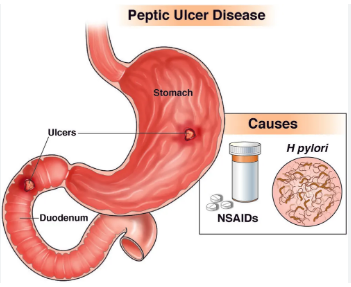 Peptic Ulcer Disease
Stomach
Ulcers
Duodenum
Causes
H pylori
NSAIDs